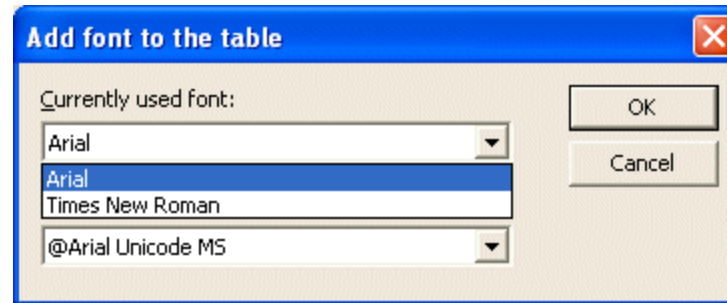 Add font to the table
Currently used font:
OK
Arial
Cancel
Arial
Times New Roman
@Arial Unicode MS